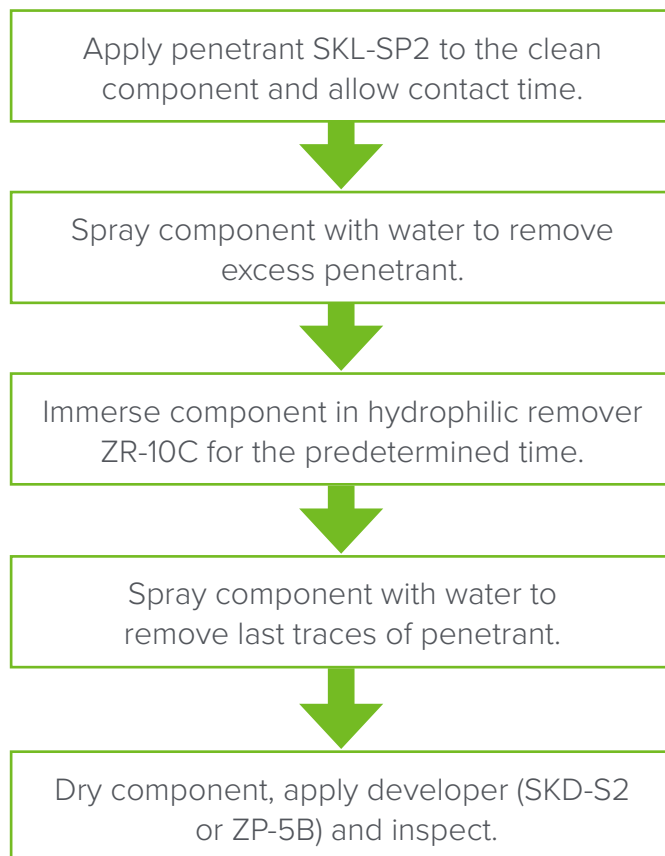 Apply penetrant SKL-SP2 to the clean
component and allow contact time.
Spray component with water to remove
excess penetrant.
Immerse component in hydrophilic remover
ZR-10C for the predetermined time.
Spray component with water to
remove last traces of penetrant.
Dry component, apply developer (SKD-S2
or ZP-5B) and inspect.